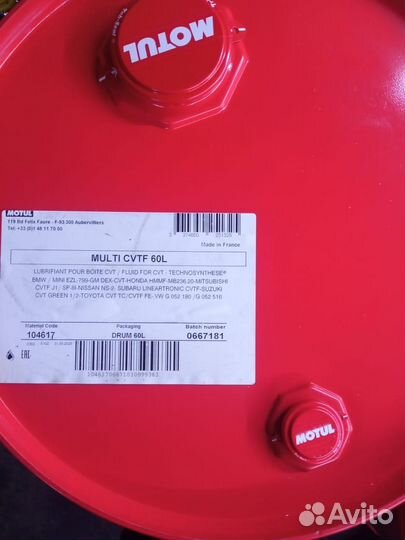 MOTUL
MOTUL
119 Bd Felix Faure - F-93 300 Aubervilliers
Tel: +33 (0)1 48 11 70 00
Made in France
MULTI CVTF 60L
LUBRIFIANT POUR BOÎTE CVT / FLUID FOR CVT - TECHNOSYNTHESE®
BMW / MINI EZL 799-GM DEX-CVT-HONDA HMMF-MB236.20-MITSUBISHI
CVTF J1; SP-III-NISSAN NS-2- SUBARU LINEARTRONIC CVTF-SUZUKI
CVT GREEN 1/2-TOYOTA CVT TC/CVTF FE- VW G 052 180 /G 052 516
Material Code Packaging Batch number
104617 DRUM 60L 0667181
EAC
MOTUL
Avito